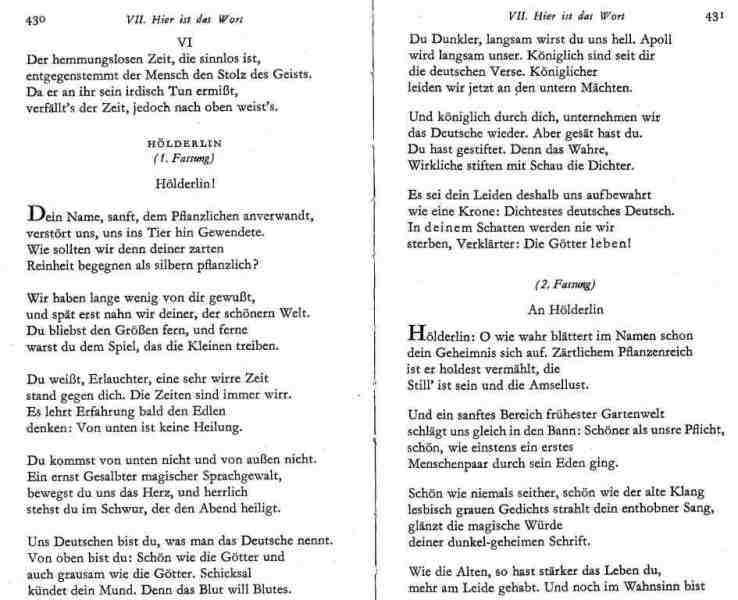 430
VII. Hier ist das Wort
VI
Der hemmungslosen Zeit, die sinnlos ist,
entgegenstemmt der Mensch den Stolz des Geists.
Da er an ihr sein irdisch Tun ermißt,
verfällt's der Zeit, jedoch nach oben weist's.
HÖLDERLIN
(1. Fassung)
Hölderlin!
Dein Name, sanft, dem Pflanzlichen anverwandt,
verstört uns, uns ins Tier hin Gewendete.
Wie sollten wir denn deiner zarten
Reinheit begegnen als silbern pflanzlich?
Wir haben lange wenig von dir gewußt,
und spät erst nahn wir deiner, der schönern Welt.
Du bliebst den Größen fern, und ferne
warst du dem Spiel, das die Kleinen treiben.
Du weißt, Erlauchter, eine sehr wirre Zeit
stand gegen dich. Die Zeiten sind immer wirr.
Es lehrt Erfahrung bald den Edlen
denken: Von unten ist keine Heilung.
Du kommst von unten nicht und von außen nicht.
Ein ernst Gesalbter magischer Sprachgewalt,
bewegst du uns das Herz, und herrlich
stehst du im Schwur, der den Abend heiligt.
Uns Deutschen bist du, was man das Deutsche nennt.
Von oben bist du: Schön wie die Götter und
auch grausam wie die Götter. Schicksal
kündet dein Mund. Denn das Blut will Blutes.
VII. Hier ist das Wort
431
Du Dunkler, langsam wirst du uns hell. Apoll
wird langsam unser. Königlich sind seit dir
die deutschen Verse. Königlicher
leiden wir jetzt an den untern Mächten.
Und königlich durch dich, unternehmen wir
das Deutsche wieder. Aber gesät hast du.
Du hast gestiftet. Denn das Wahre,
Wirkliche stiften mit Schau die Dichter.
Es sei dein Leiden deshalb uns aufbewahrt
wie eine Krone: Dichtestes deutsches Deutsch.
In deinem Schatten werden nie wir
sterben, Verklärter: Die Götter leben!
(2. Fassung)
An Hölderlin
Hölderlin: O wie wahr blättert im Namen schon
dein Geheimnis sich auf. Zärtlichem Pflanzenreich
ist er holdest vermählt, die
Still' ist sein und die Amsellust.
Und ein sanftes Bereich frühester Gartenwelt
schlägt uns gleich in den Bann: Schöner als unsre Pflicht,
schön, wie einstens ein erstes
Menschenpaar durch sein Eden ging.
Schön wie niemals seither, schön wie der alte Klang
lesbisch grauen Gedichts strahlt dein enthobner Sang,
glänzt die magische Würde
deiner dunkel-geheimen Schrift.
Wie die Alten, so hast stärker das Leben du,
mehr am Leide gehabt. Und noch im Wahnsinn bist